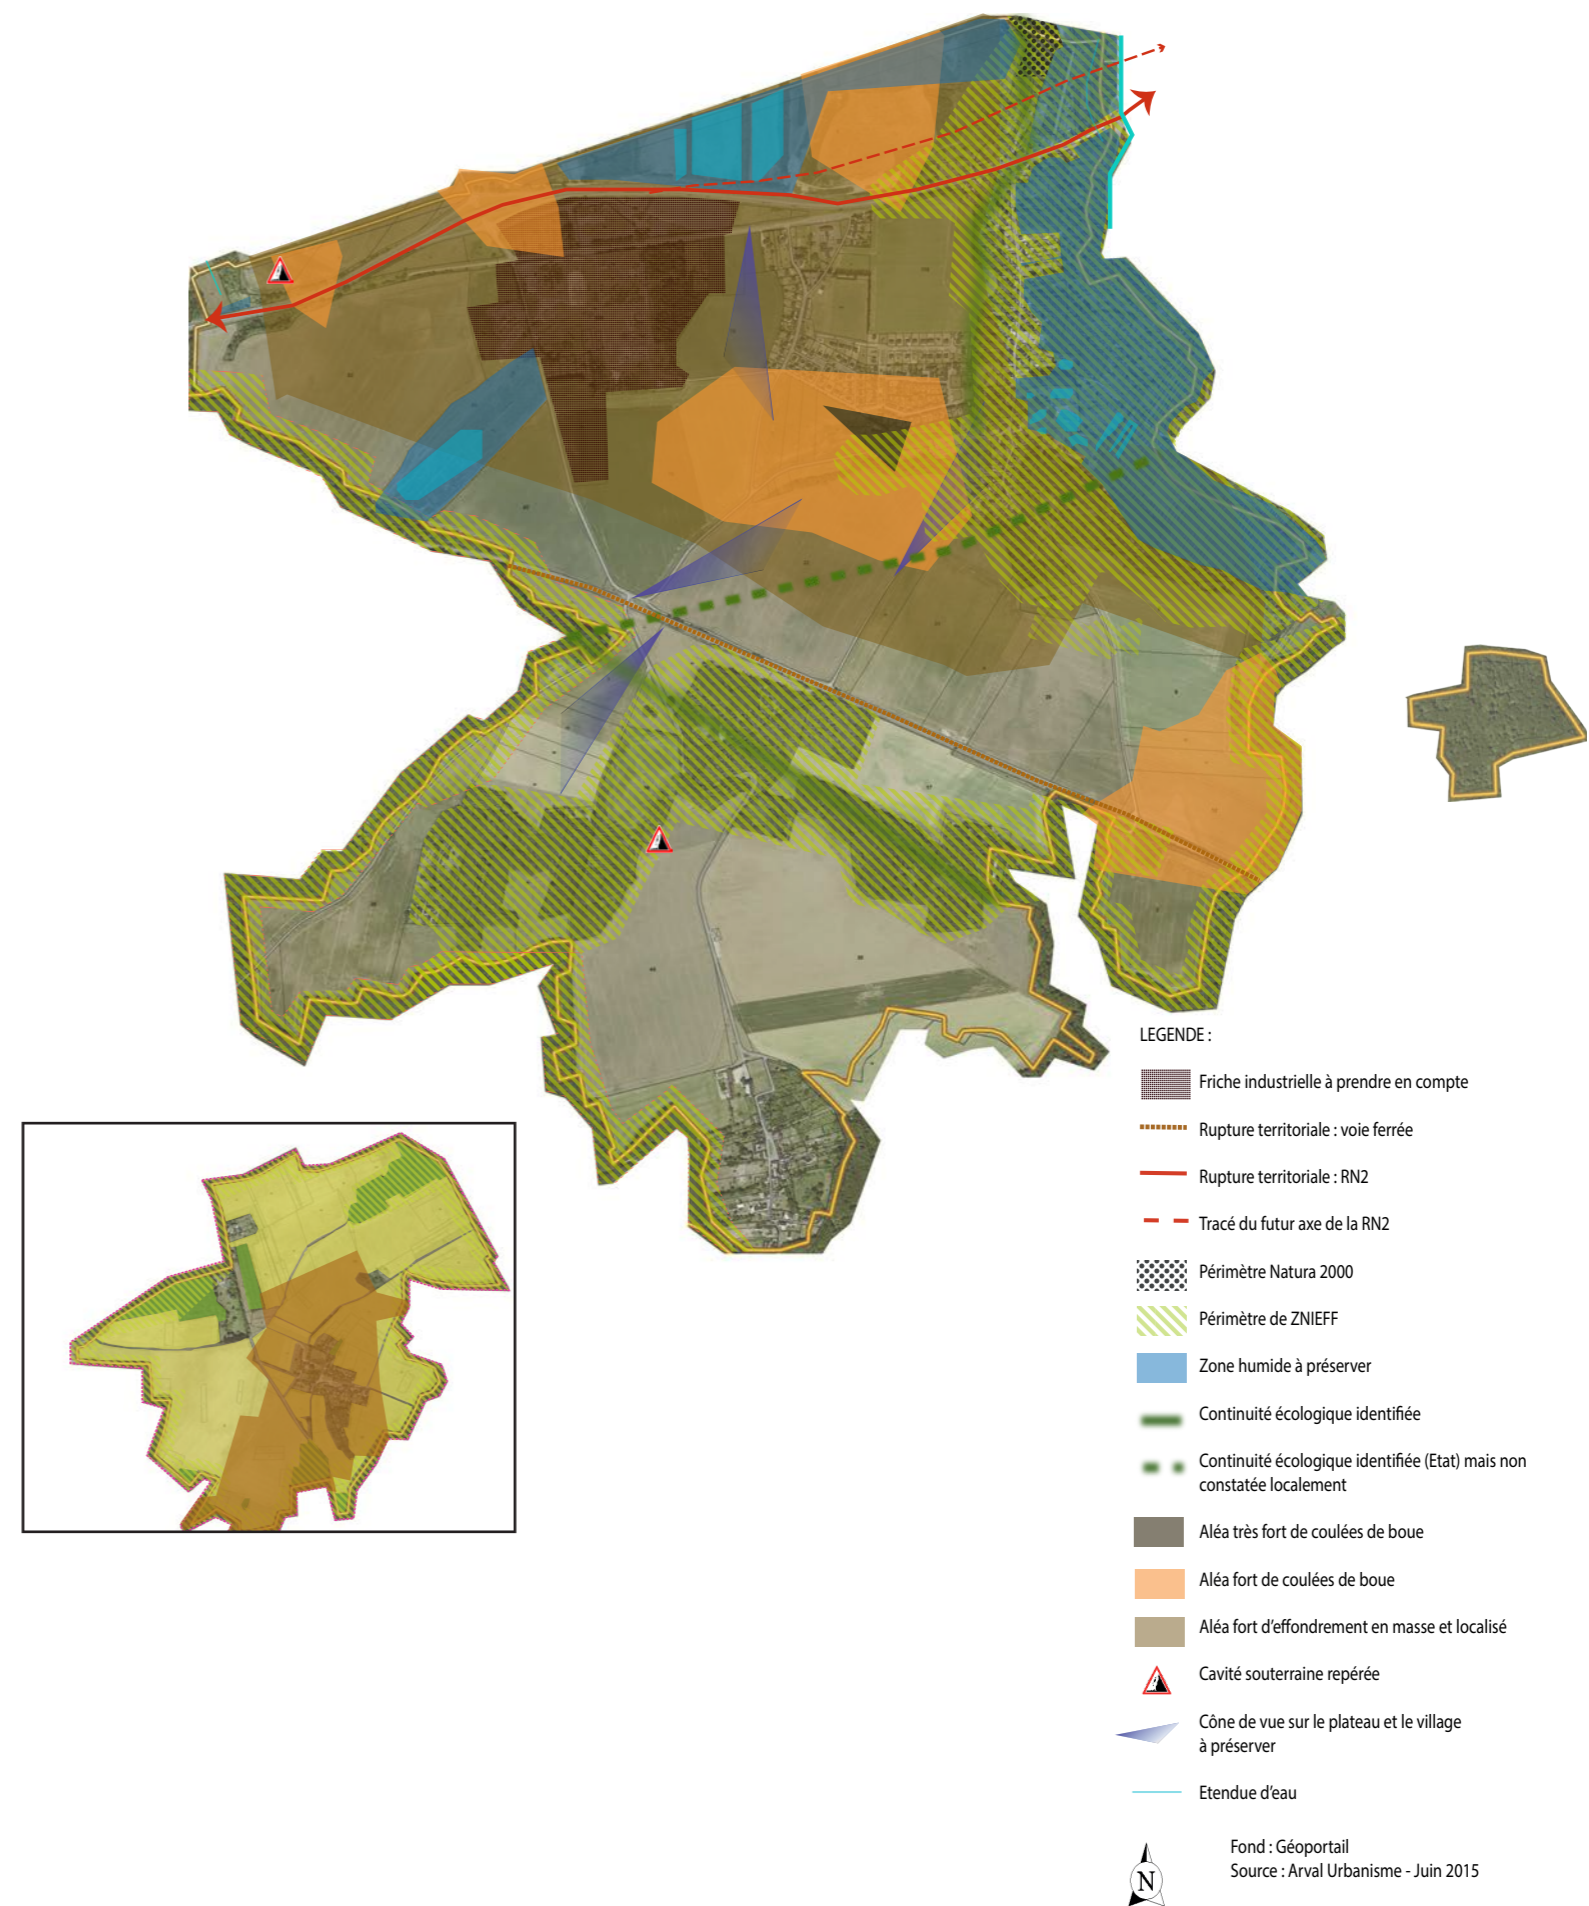 LEGENDE :
Friche industrielle à prendre en compte
Rupture territoriale : voie ferrée
Rupture territoriale : RN2
Tracé du futur axe de la RN2
Périmètre Natura 2000
Périmètre de ZNIEFF
Zone humide à préserver
Continuité écologique identifiée
Continuité écologique identifiée (Etat) mais non
constatée localement
Aléa très fort de coulées de boue
Aléa fort de coulées de boue
Aléa fort d'effondrement en masse et localisé
Cavité souterraine repérée
Cône de vue sur le plateau et le village
à préserver
Etendue d'eau
N
Fond : Géoportail
Source : Arval Urbanisme - Juin 2015